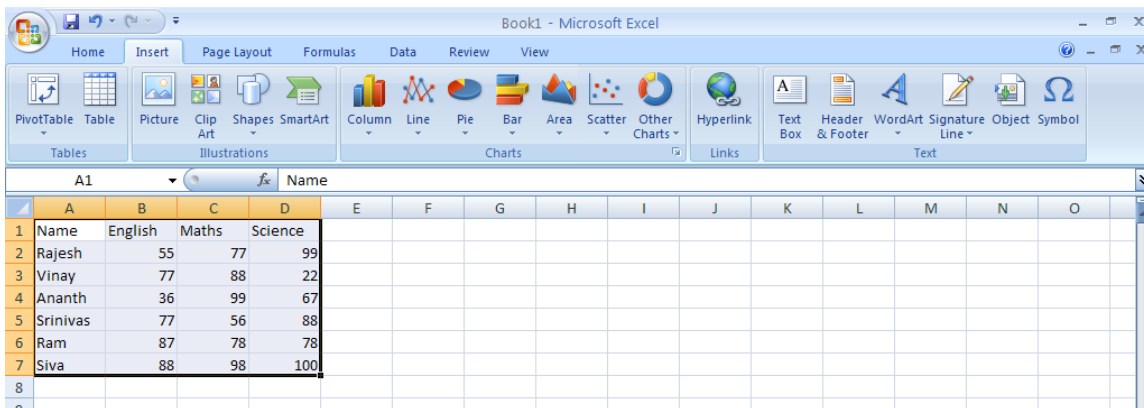 Book1 - Microsoft Excel
Home Insert Page Layout Formulas Data Review View
PivotTable Table Picture Clip Art Shapes SmartArt Column Line Pie Bar Area Scatter Other Charts Hyperlink Text Box Header & Footer WordArt Signature Line Object Symbol
Tables Illustrations Charts Links Text
A1 fx Name
A B C D E F G H I J K L M N O
1 Name English Maths Science
2 Rajesh 55 77 99
3 Vinay 77 88 22
4 Ananth 36 99 67
5 Srinivas 77 56 88
6 Ram 87 78 78
7 Siva 88 98 100
8